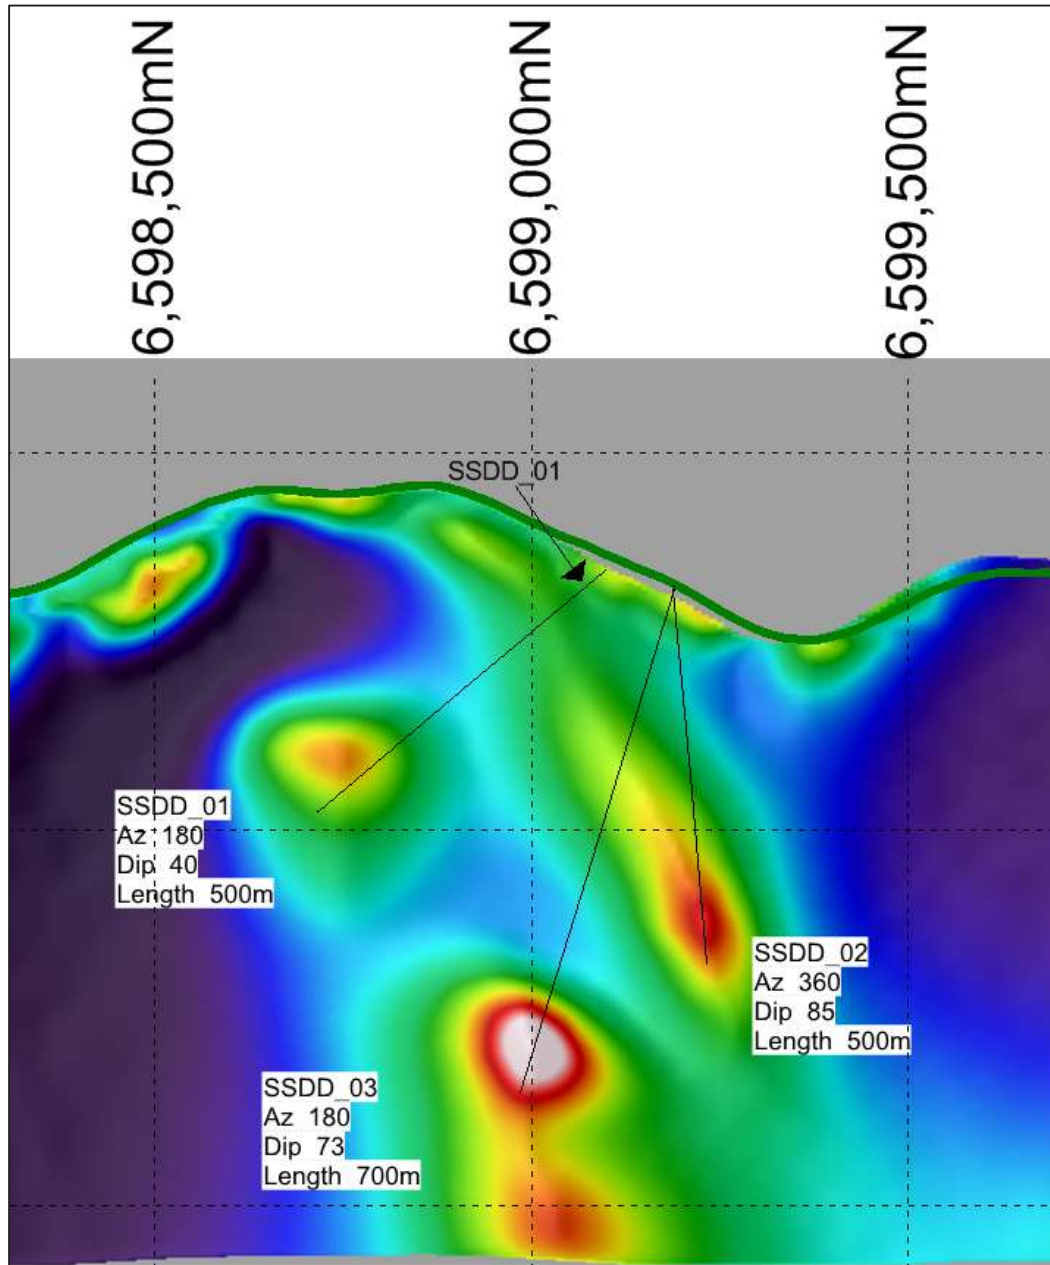 6,598,500mN
6,599,000mN
6,599,500mN
SSDD_01
SSDD_01
Az 180
Dip 40
Length 500m
SSDD_02
Az 360
Dip 85
Length 500m
SSDD_03
Az 180
Dip 73
Length 700m